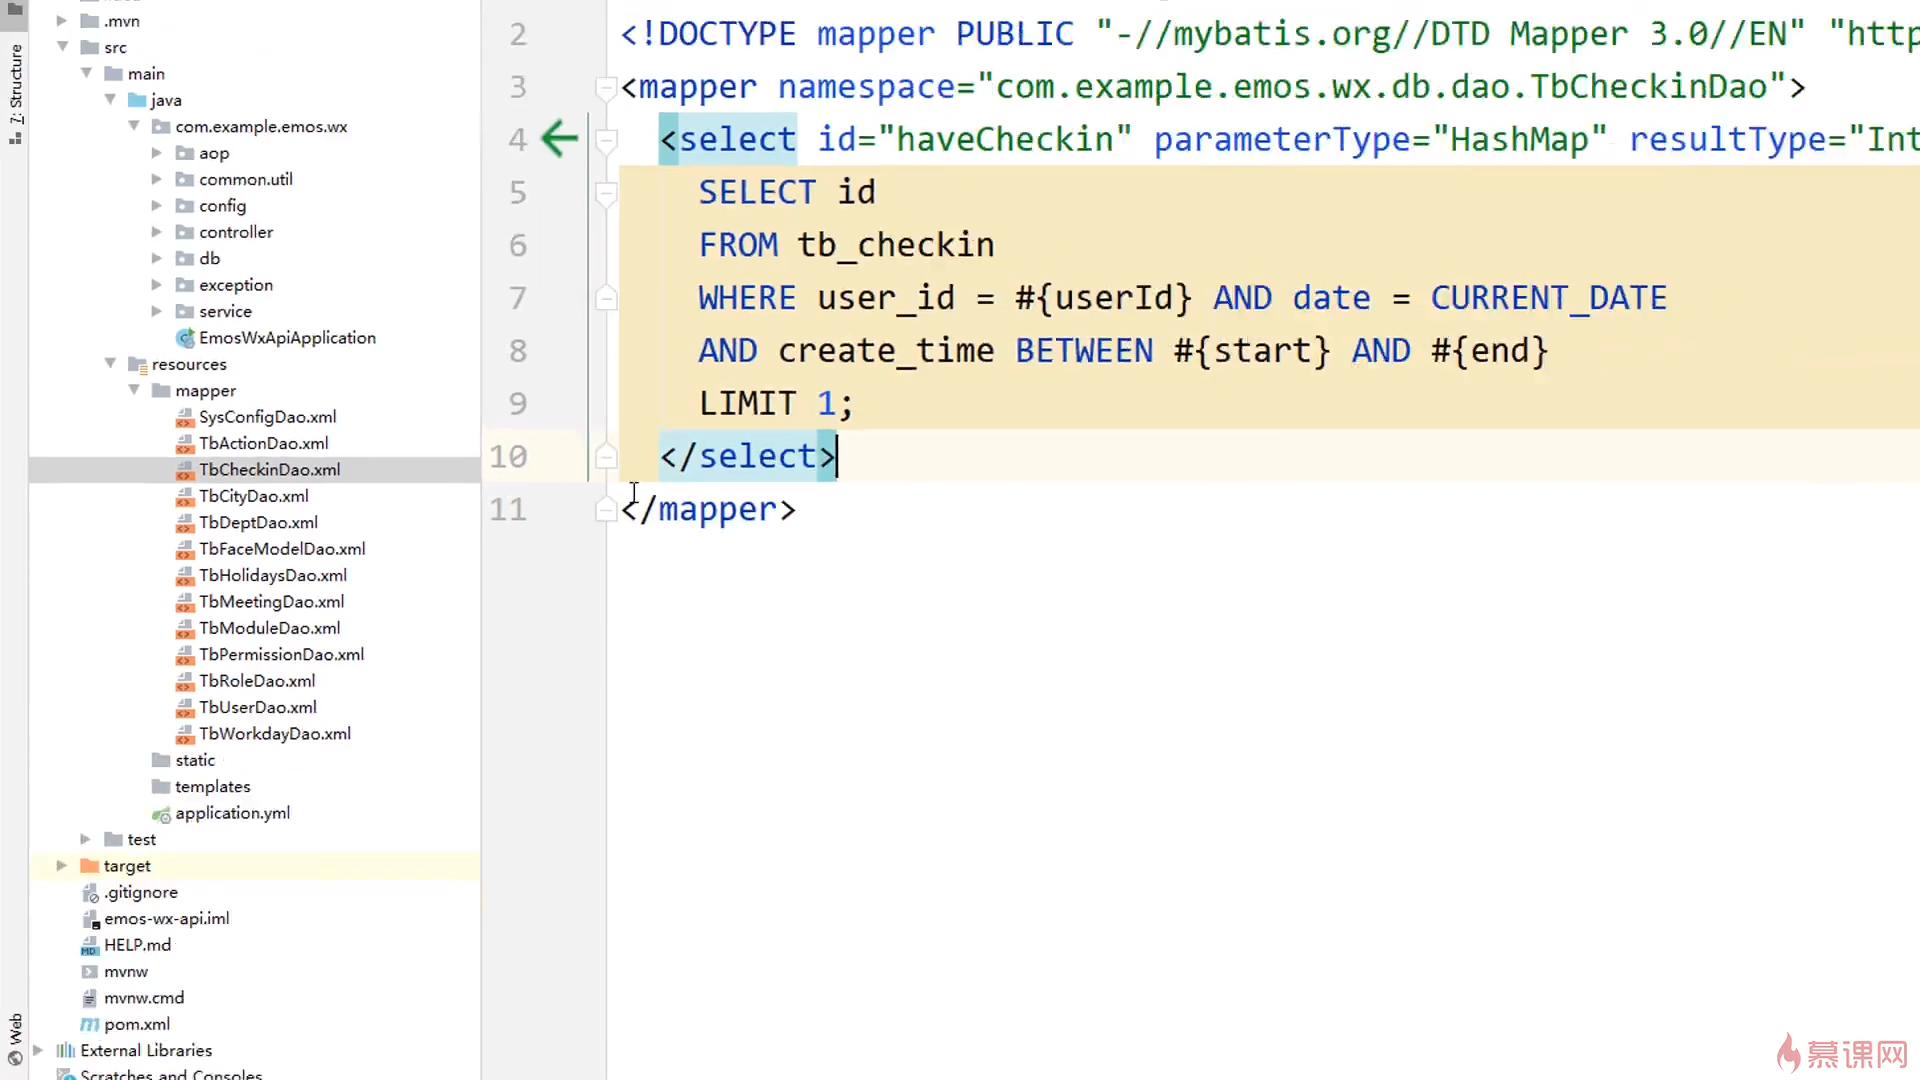 .mvn
src
main
java
com.example.emos.wx
aop
common.util
config
controller
db
exception
service
EmosWxApiApplication
resources
mapper
SysConfigDao.xml
TbActionDao.xml
TbCheckinDao.xml
TbCityDao.xml
TbDeptDao.xml
TbFaceModelDao.xml
TbHolidaysDao.xml
TbMeetingDao.xml
TbModuleDao.xml
TbPermissionDao.xml
TbRoleDao.xml
TbUserDao.xml
TbWorkdayDao.xml
static
templates
application.yml
test
target
.gitignore
emos-wx-api.iml
HELP.md
mvnw
mvnw.cmd
pom.xml
External Libraries
Scratches and Consoles
7: Structure
Web
2 <!DOCTYPE mapper PUBLIC "-//mybatis.org//DTD Mapper 3.0//EN" "http
3 <mapper namespace="com.example.emos.wx.db.dao.TbCheckinDao">
4 <select id="haveCheckin" parameterType="HashMap" resultType="Int
5 SELECT id
6 FROM tb_checkin
7 WHERE user_id = #{userId} AND date = CURRENT_DATE
8 AND create_time BETWEEN #{start} AND #{end}
9 LIMIT 1;
10 </select>
11 </mapper>
慕课网